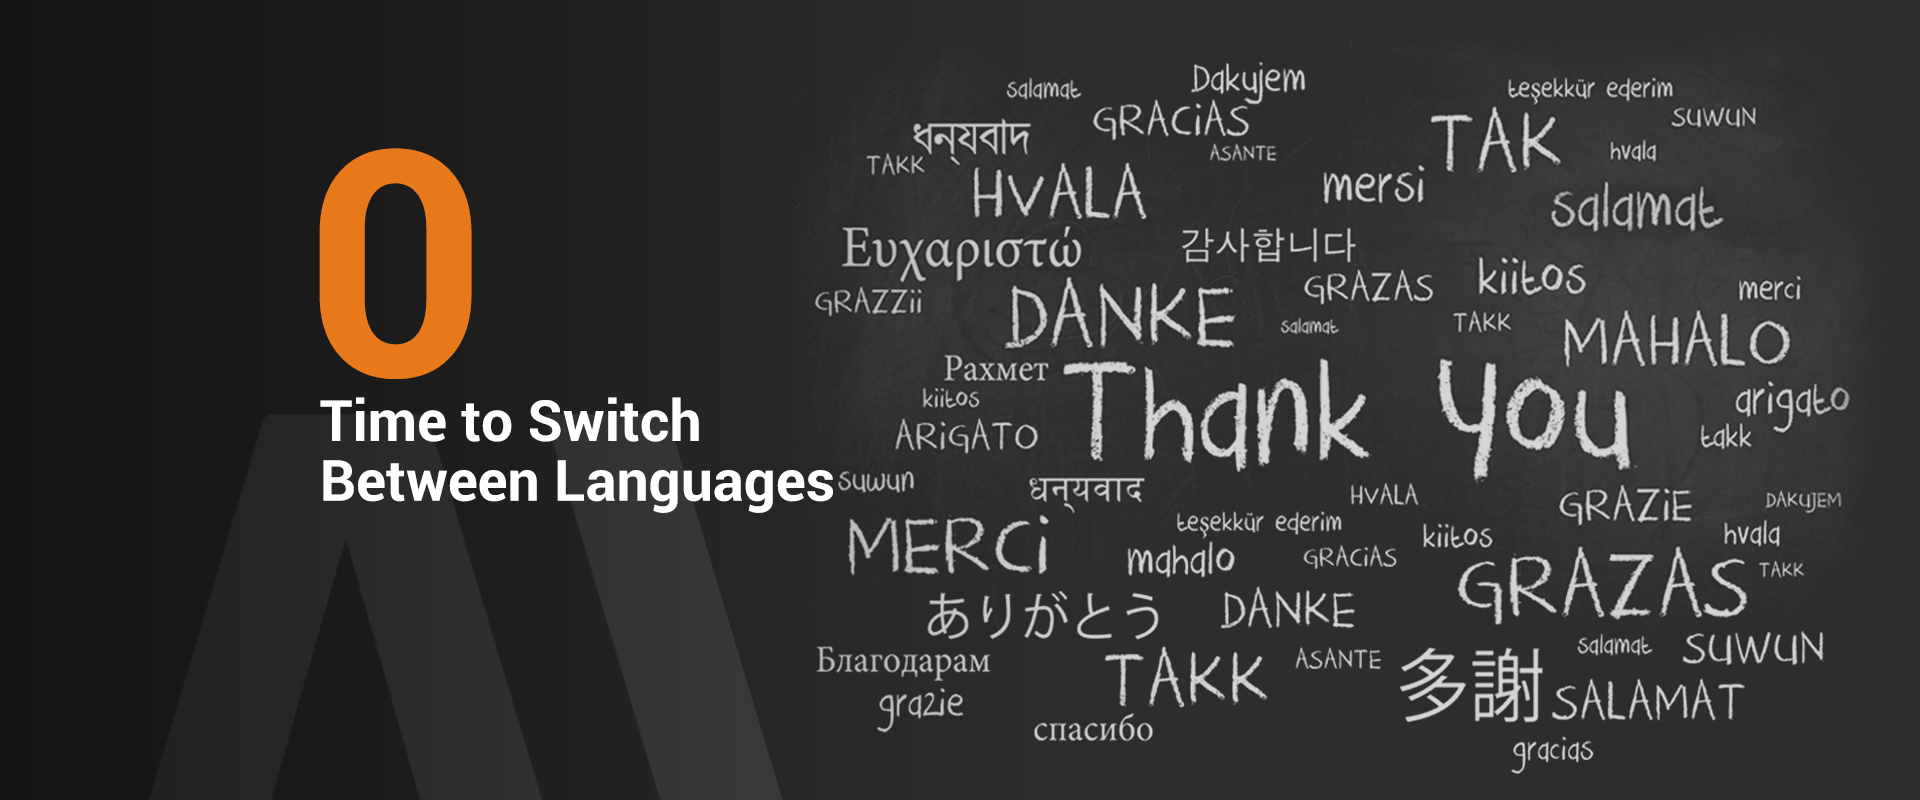 0
Time to Switch
Between Languages
salamat
Dakujem
teşekkür ederim
GRACiAS
SUWUN
ধন্যবাদ
TAK
ASANTE
hvala
TAKK
HVALA
mersi
salamat
Ευχαριστώ
감사합니다
kiitos
GRAZZii
DANKE
GRAZAS
merci
salamat
TAKK
MAHALO
Рахмет
Thank You
kiitos
arigato
ARiGATO
takk
suwun
धन्यवाद
HVALA
GRAZiE
DAKUJEM
MERCi
teşekkür ederim
kiitos
hvala
mahalo
GRACiAS
GRAZAS
TAKK
ありがとう
DANKE
Благодарам
TAKK
ASANTE
多謝
salamat
SUWUN
grazie
SALAMAT
спасибо
gracias